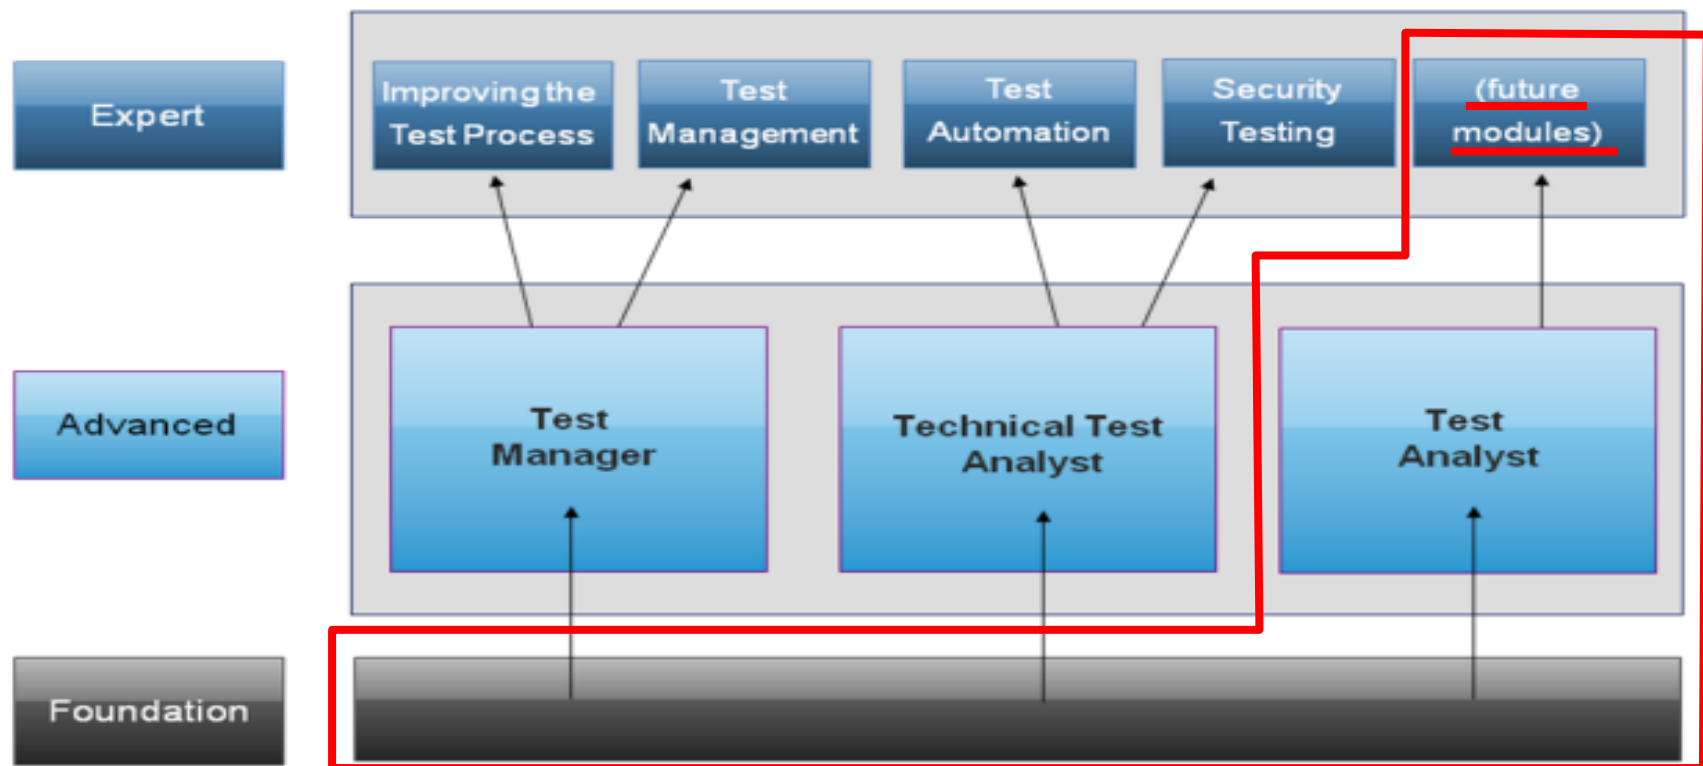 Expert
Improving the
Test Process
Test
Management
Test
Automation
Security
Testing
(future
modules)
Advanced
Test
Manager
Technical Test
Analyst
Test
Analyst
Foundation